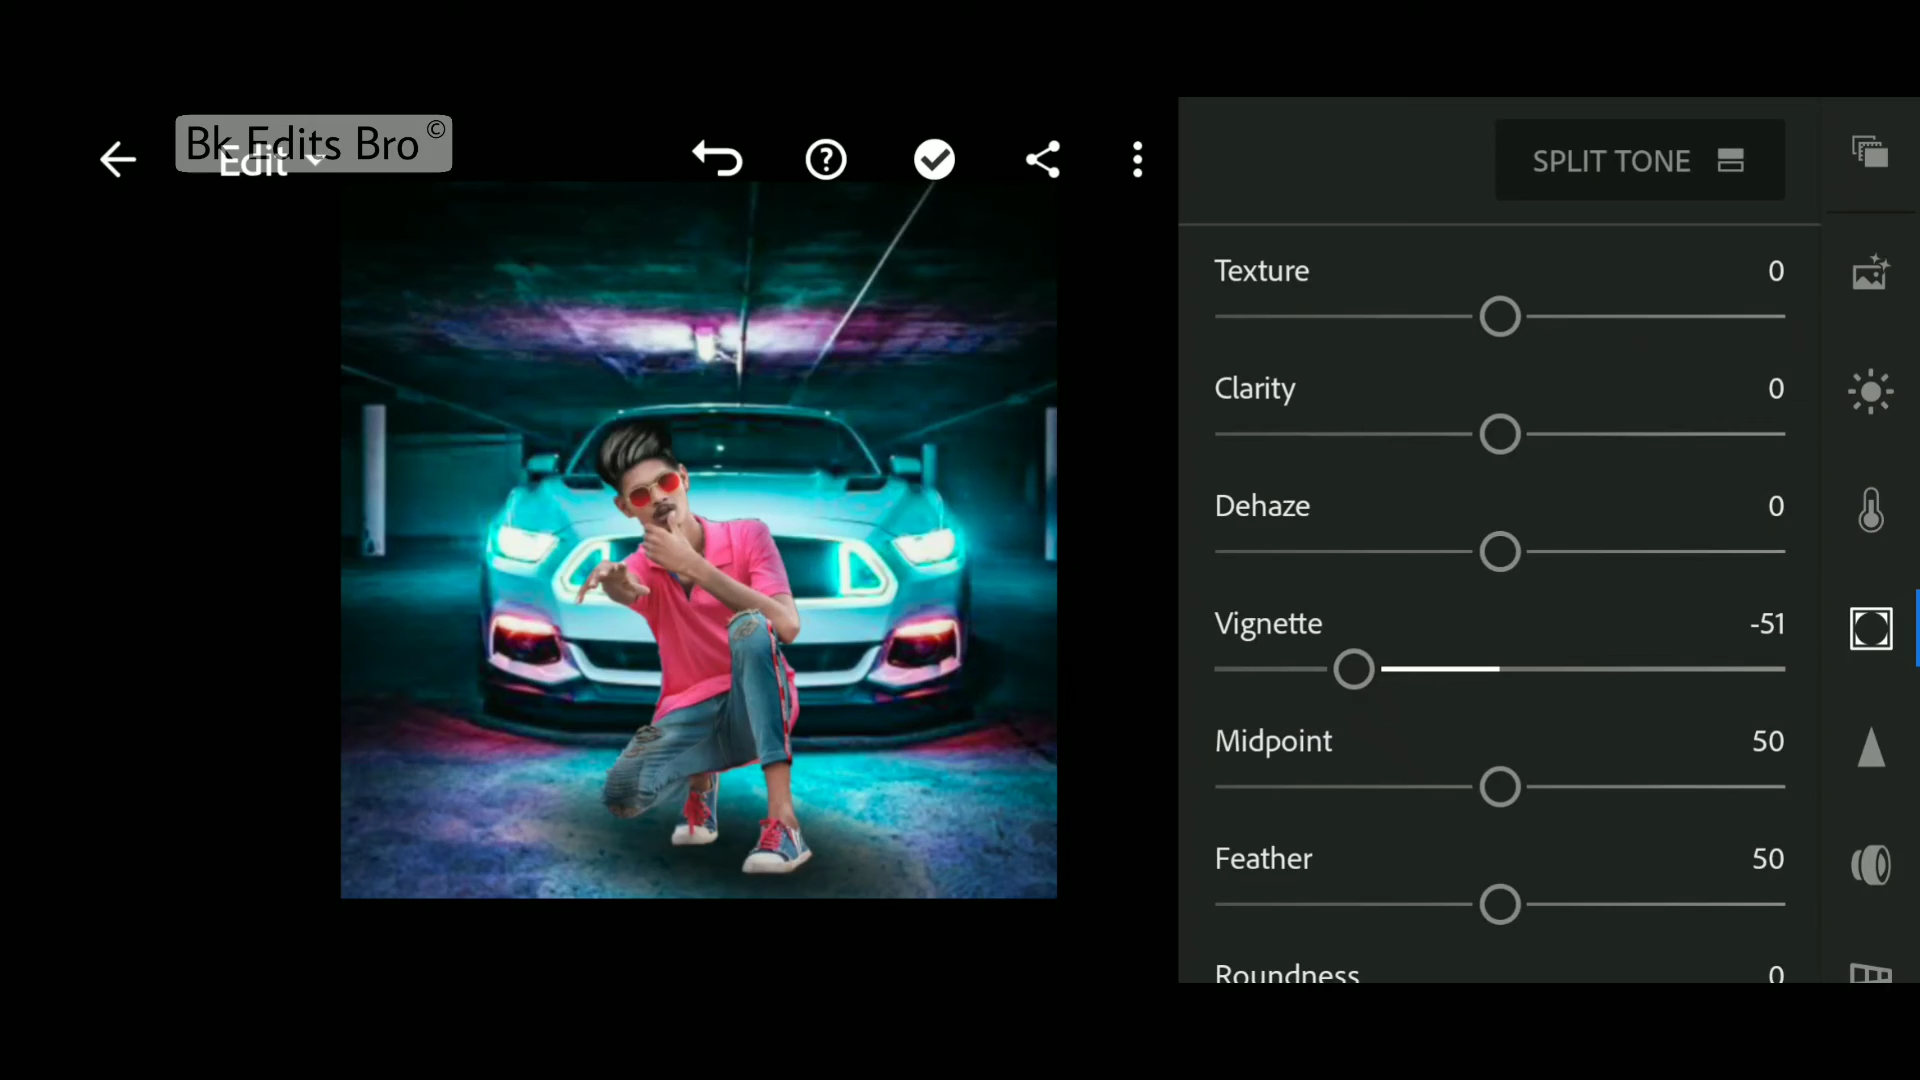 Bk Edits Bro©
Edit
SPLIT TONE
Texture 0
Clarity 0
Dehaze 0
Vignette -51
Midpoint 50
Feather 50
Roundness 0